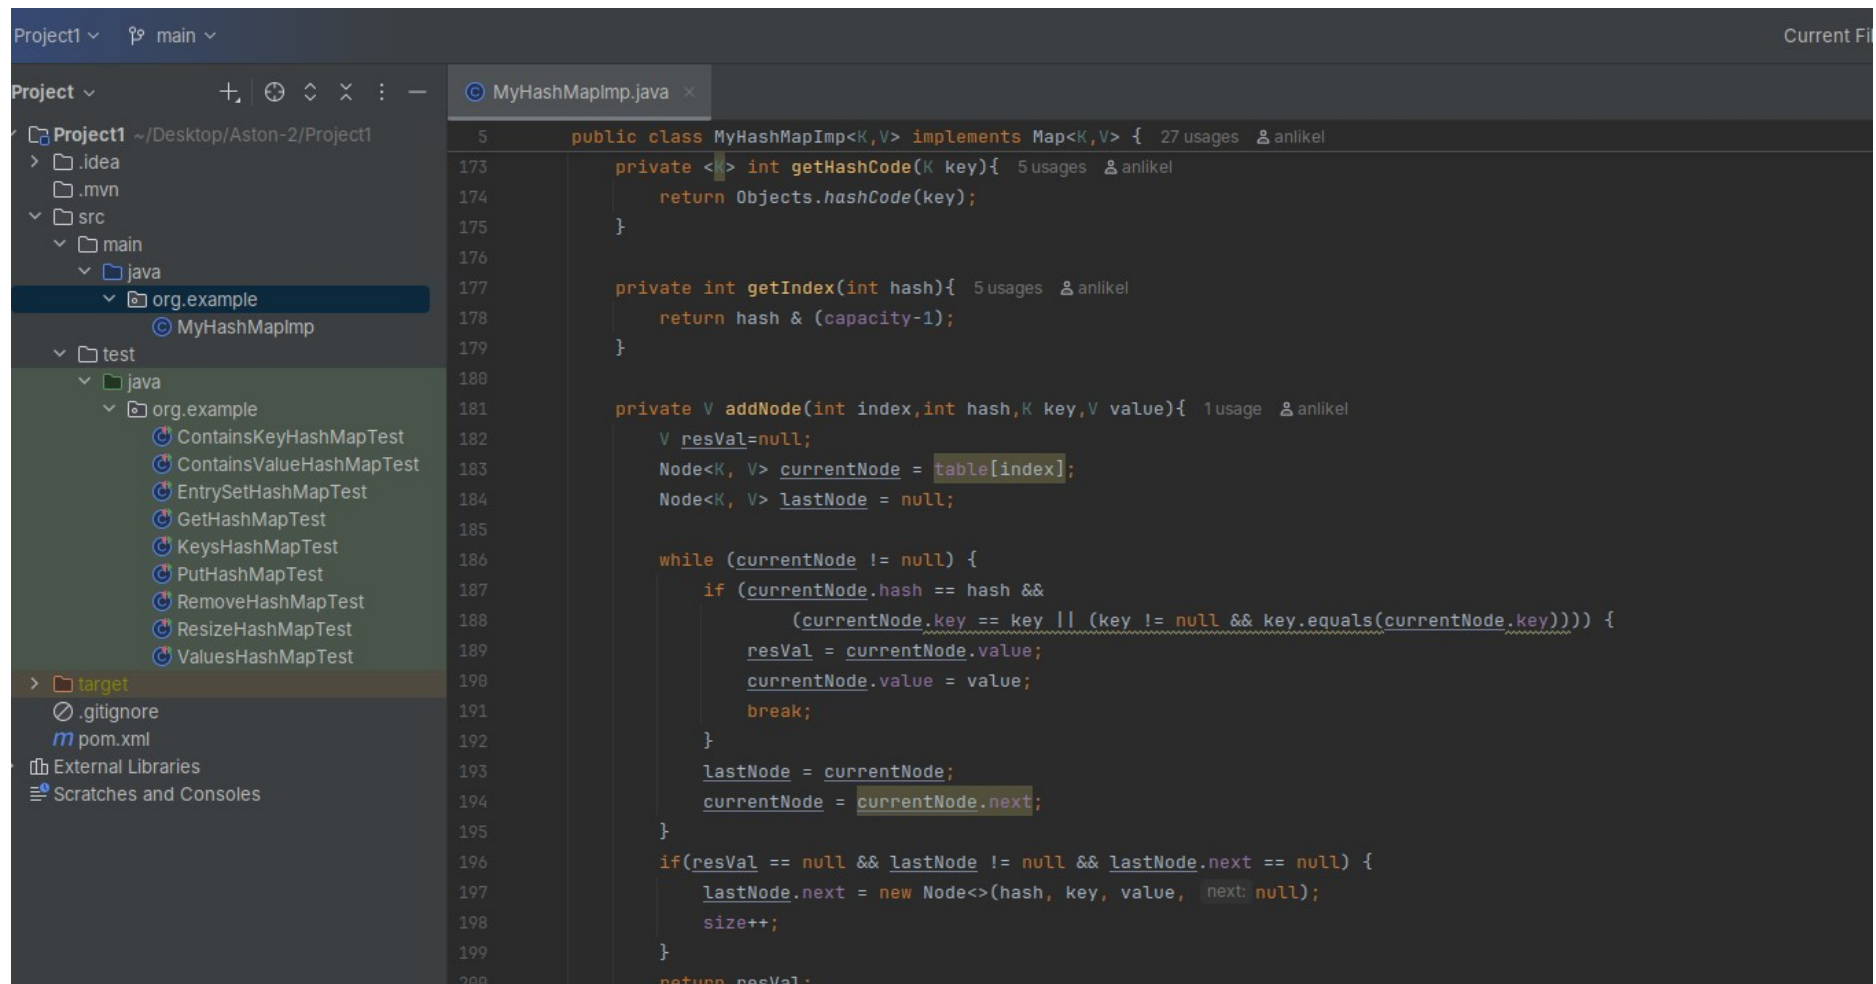 Project1 main Current Fil
Project
Project1 ~/Desktop/Aston-2/Project1
.idea
.mvn
src
main
java
org.example
MyHashMapImp
test
java
org.example
ContainsKeyHashMapTest
ContainsValueHashMapTest
EntrySetHashMapTest
GetHashMapTest
KeysHashMapTest
PutHashMapTest
RemoveHashMapTest
ResizeHashMapTest
ValuesHashMapTest
target
.gitignore
pom.xml
External Libraries
Scratches and Consoles
MyHashMapImp.java
5 public class MyHashMapImp<K,V> implements Map<K,V> { 27 usages anlikel
173 private <K> int getHashCode(K key){ 5 usages anlikel
174 return Objects.hashCode(key);
175 }
176
177 private int getIndex(int hash){ 5 usages anlikel
178 return hash & (capacity-1);
179 }
180
181 private V addNode(int index,int hash,K key,V value){ 1 usage anlikel
182 V resVal=null;
183 Node<K, V> currentNode = table[index];
184 Node<K, V> lastNode = null;
185
186 while (currentNode != null) {
187 if (currentNode.hash == hash &&
188 (currentNode.key == key || (key != null && key.equals(currentNode.key)))) {
189 resVal = currentNode.value;
190 currentNode.value = value;
191 break;
192 }
193 lastNode = currentNode;
194 currentNode = currentNode.next;
195 }
196 if(resVal == null && lastNode != null && lastNode.next == null) {
197 lastNode.next = new Node<>(hash, key, value, next: null);
198 size++;
199 }
200 return resVal;